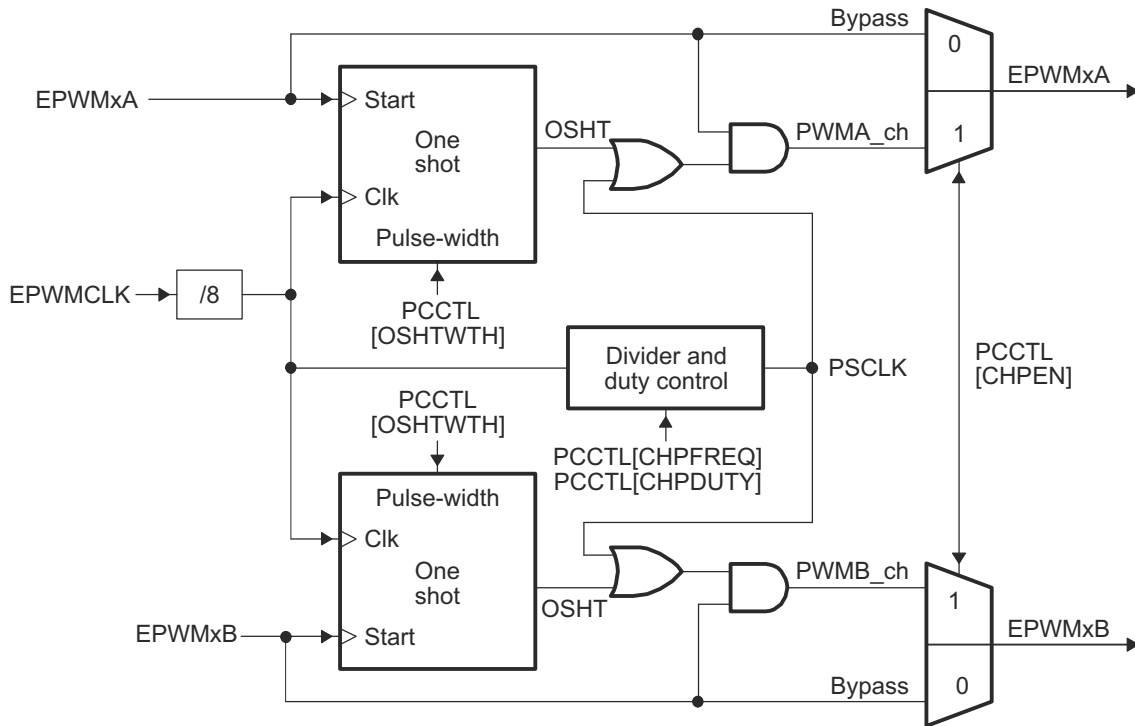 Bypass
0
EPWMxA
EPWMxA
Start
OSHT
PWMA_ch
1
One
shot
Clk
Pulse-width
EPWMCLK
/8
PCCTL
[OSHTWTH]
Divider and
duty control
PSCLK
PCCTL
[CHPEN]
PCCTL
[OSHTWTH]
PCCTL[CHPFREQ]
PCCTL[CHPDUTY]
Pulse-width
Clk
One
shot
PWMB_ch
1
OSHT
EPWMxB
Start
EPWMxB
Bypass
0